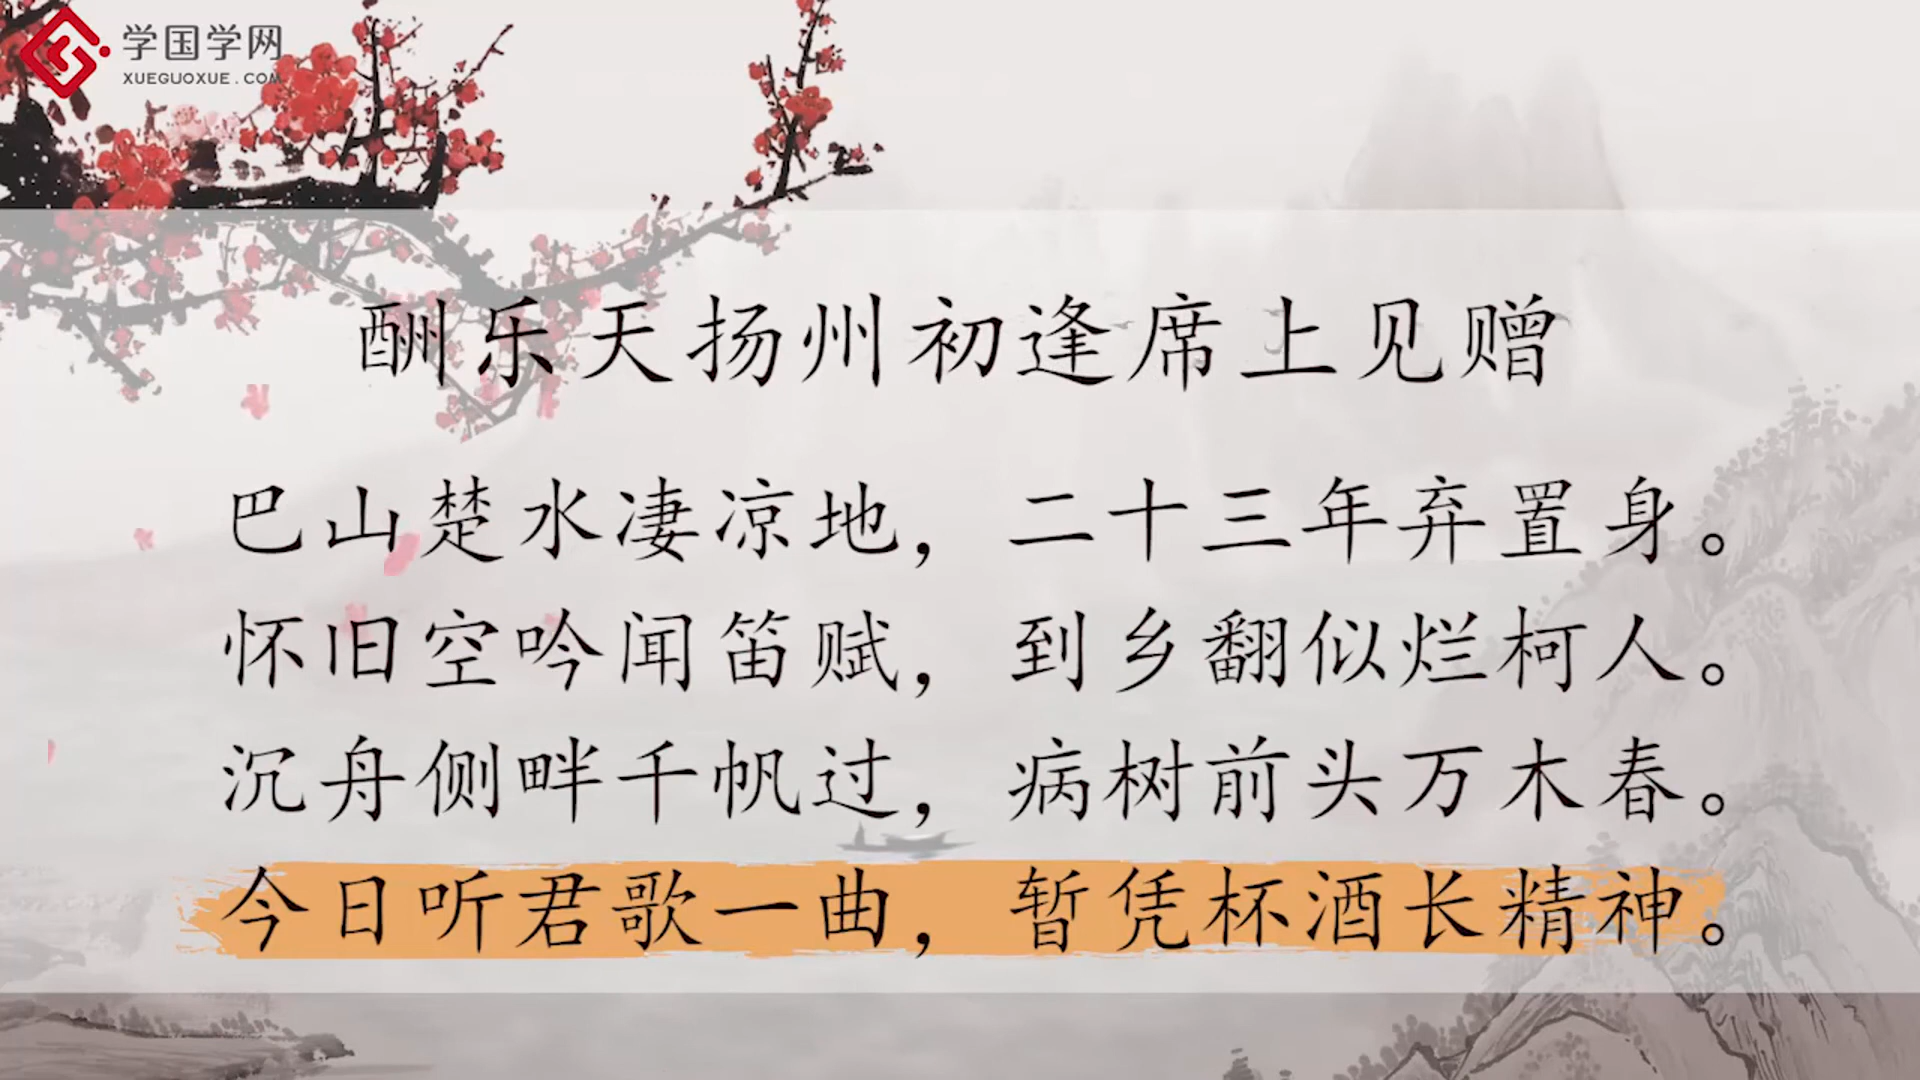 学国学网
XUEGUOXUE.COM
酬乐天扬州初逢席上见赠
巴山楚水凄凉地，二十三年弃置身。
怀旧空吟闻笛赋，到乡翻似烂柯人。
沉舟侧畔千帆过，病树前头万木春。
今日听君歌一曲，暂凭杯酒长精神。